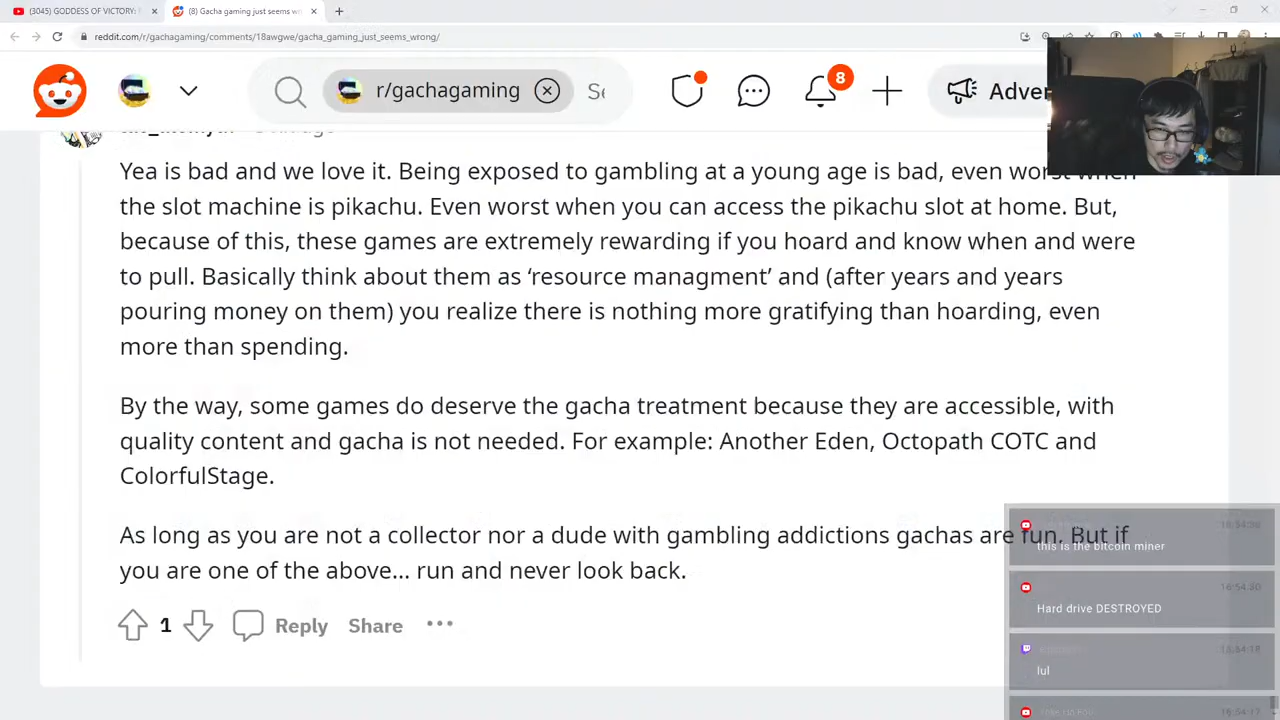 (3045) GODDESS OF VICTORY:
(8) Gacha gaming just seems wr
reddit.com/r/gachagaming/comments/18awgwe/gacha_gaming_just_seems_wrong/
r/gachagaming
Se
8
Adver
Yea is bad and we love it. Being exposed to gambling at a young age is bad, even worst when
the slot machine is pikachu. Even worst when you can access the pikachu slot at home. But,
because of this, these games are extremely rewarding if you hoard and know when and were
to pull. Basically think about them as ‘resource managment’ and (after years and years
pouring money on them) you realize there is nothing more gratifying than hoarding, even
more than spending.
By the way, some games do deserve the gacha treatment because they are accessible, with
quality content and gacha is not needed. For example: Another Eden, Octopath COTC and
ColorfulStage.
As long as you are not a collector nor a dude with gambling addictions gachas are fun. But if
you are one of the above... run and never look back.
1
Reply
Share
this is the bitcoin miner
Hard drive DESTROYED
lul